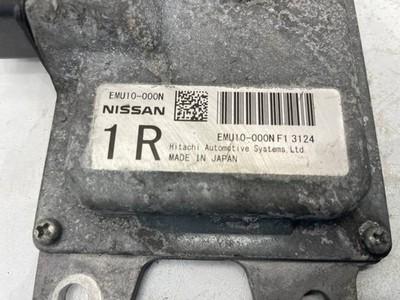 EMU10-000N
NISSAN
1R
EMU10-000N F1 3124
Hitachi Automotive Systems,Ltd.
MADE IN JAPAN